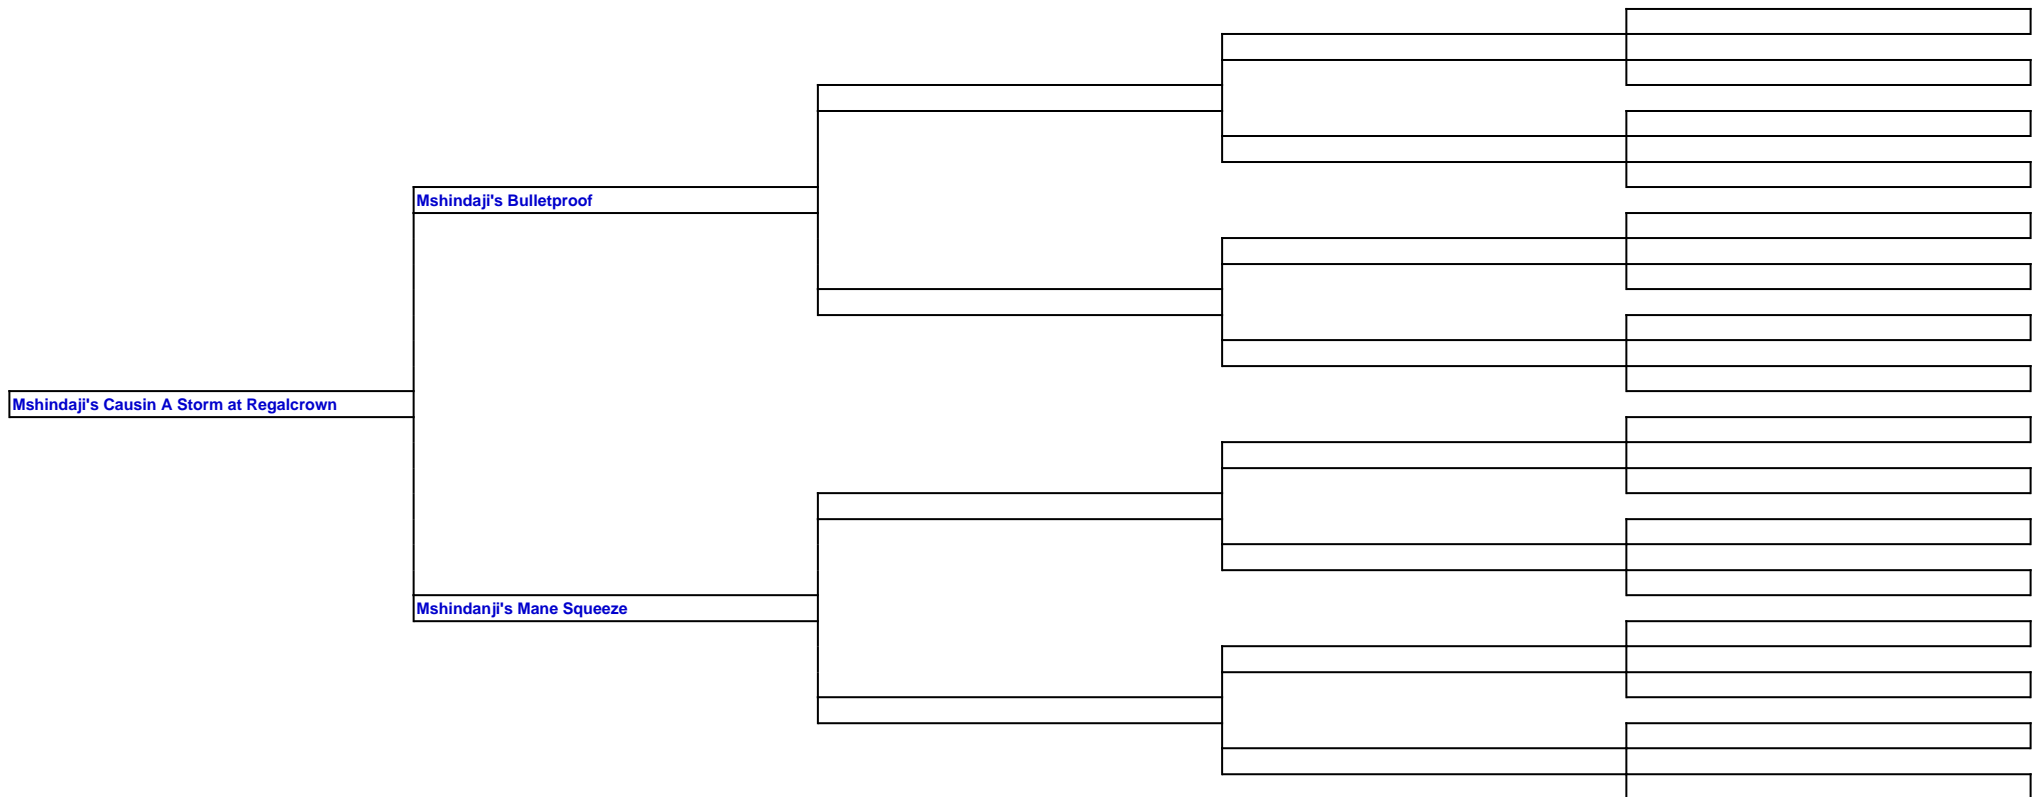 Mshindaji's Bulletproof
Mshindaji's Causin A Storm at Regalcrown
Mshindanji's Mane Squeeze